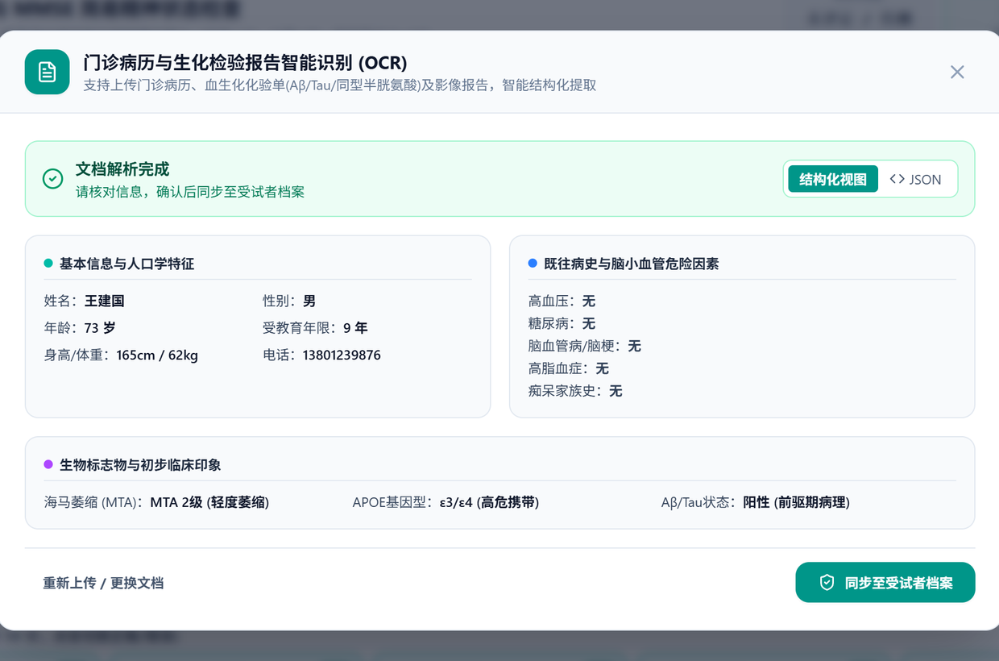 门诊病历与生化检验报告智能识别 (OCR)
支持上传门诊病历、血生化化验单(Aβ/Tau/同型半胱氨酸)及影像报告，智能结构化提取
文档解析完成
请核对信息，确认后同步至受试者档案
结构化视图
<> JSON
基本信息与人口学特征
姓名：王建国
性别：男
年龄：73 岁
受教育年限：9 年
身高/体重：165cm / 62kg
电话：13801239876
既往病史与脑小血管危险因素
高血压：无
糖尿病：无
脑血管病/脑梗：无
高脂血症：无
痴呆家族史：无
生物标志物与初步临床印象
海马萎缩 (MTA)：MTA 2级 (轻度萎缩)
APOE基因型：ε3/ε4 (高危携带)
Aβ/Tau状态：阳性 (前驱期病理)
重新上传 / 更换文档
同步至受试者档案